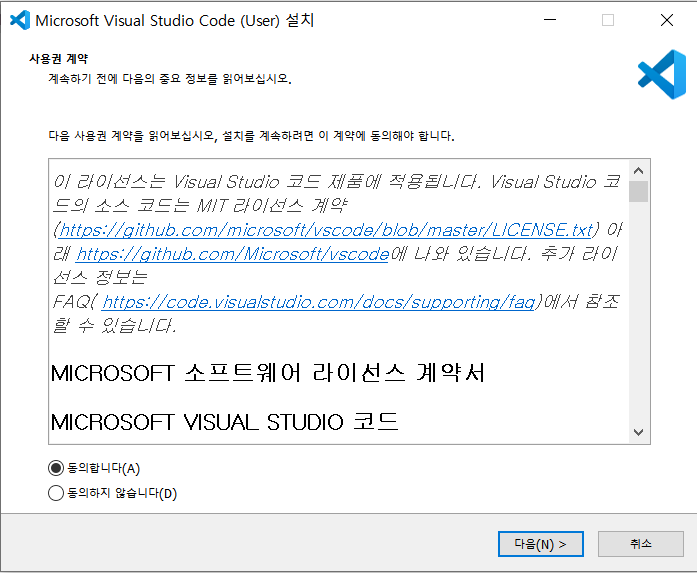 Microsoft Visual Studio Code (User) 설치
사용권 계약
계속하기 전에 다음의 중요 정보를 읽어보십시오.
다음 사용권 계약을 읽어보십시오, 설치를 계속하려면 이 계약에 동의해야 합니다.
이 라이선스는 Visual Studio 코드 제품에 적용됩니다. Visual Studio 코
드의 소스 코드는 MIT 라이선스 계약
(https://github.com/microsoft/vscode/blob/master/LICENSE.txt) 아
래 https://github.com/Microsoft/vscode에 나와 있습니다. 추가 라이
선스 정보는
FAQ( https://code.visualstudio.com/docs/supporting/faq)에서 참조
할 수 있습니다.
MICROSOFT 소프트웨어 라이선스 계약서
MICROSOFT VISUAL STUDIO 코드
동의합니다(A)
동의하지 않습니다(D)
다음(N) >
취소